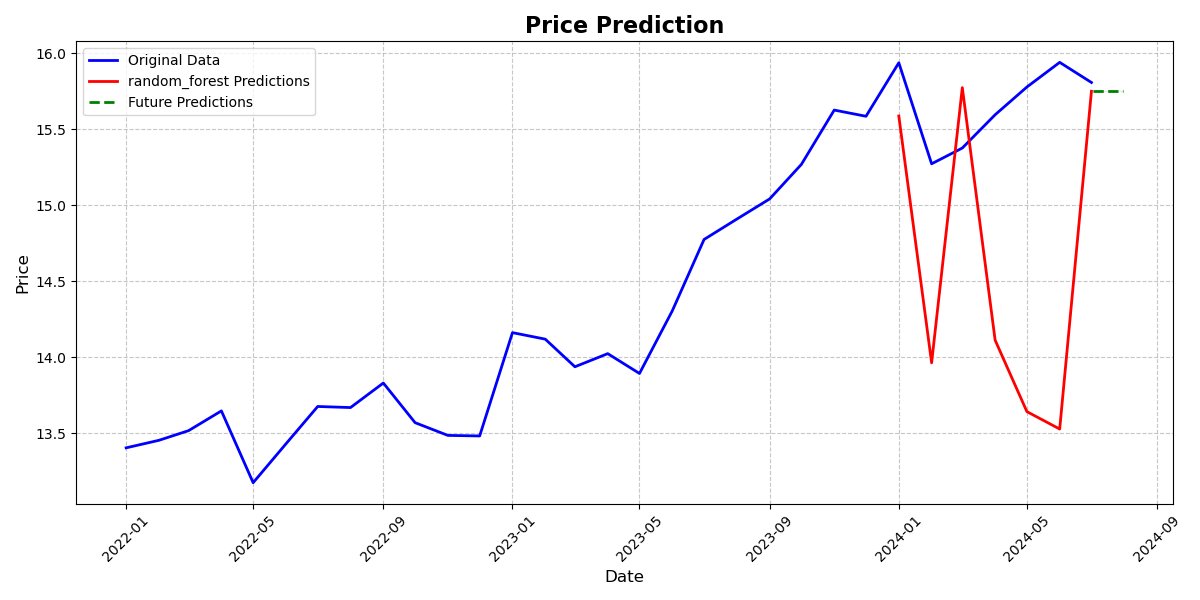 Price Prediction
Original Data
random_forest Predictions
Future Predictions
Price
16.0
15.5
15.0
14.5
14.0
13.5
2022-01
2022-05
2022-09
2023-01
2023-05
2023-09
2024-01
2024-05
2024-09
Date